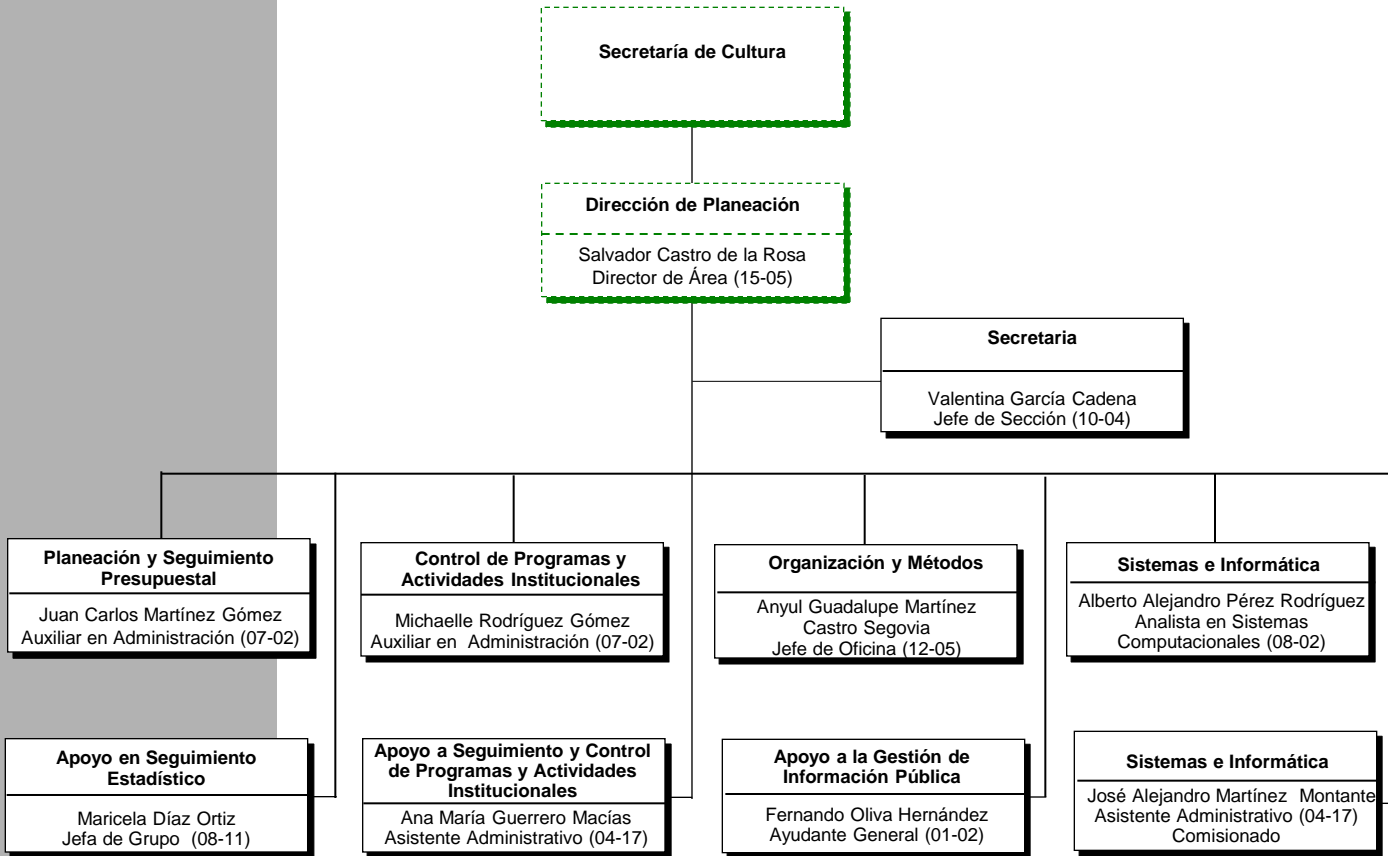 Secretaría de Cultura
Dirección de Planeación
Salvador Castro de la Rosa
Director de Área (15-05)
Secretaria
Valentina García Cadena
Jefe de Sección (10-04)
Planeación y Seguimiento
Presupuestal
Juan Carlos Martínez Gómez
Auxiliar en Administración (07-02)
Control de Programas y
Actividades Institucionales
Michaelle Rodríguez Gómez
Auxiliar en Administración (07-02)
Organización y Métodos
Anyul Guadalupe Martínez
Castro Segovia
Jefe de Oficina (12-05)
Sistemas e Informática
Alberto Alejandro Pérez Rodríguez
Analista en Sistemas
Computacionales (08-02)
Apoyo en Seguimiento
Estadístico
Maricela Díaz Ortiz
Jefa de Grupo (08-11)
Apoyo a Seguimiento y Control
de Programas y Actividades
Institucionales
Ana María Guerrero Macías
Asistente Administrativo (04-17)
Apoyo a la Gestión de
Información Pública
Fernando Oliva Hernández
Ayudante General (01-02)
Sistemas e Informática
José Alejandro Martínez Montante
Asistente Administrativo (04-17)
Comisionado